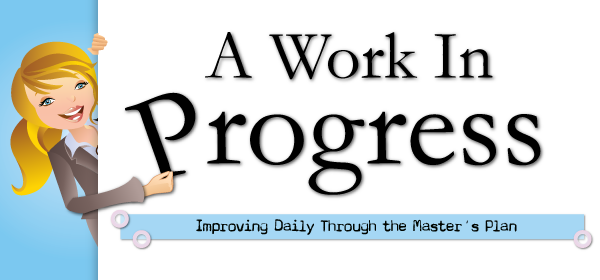 A Work In
Progress
Improving Daily Through the Master's Plan